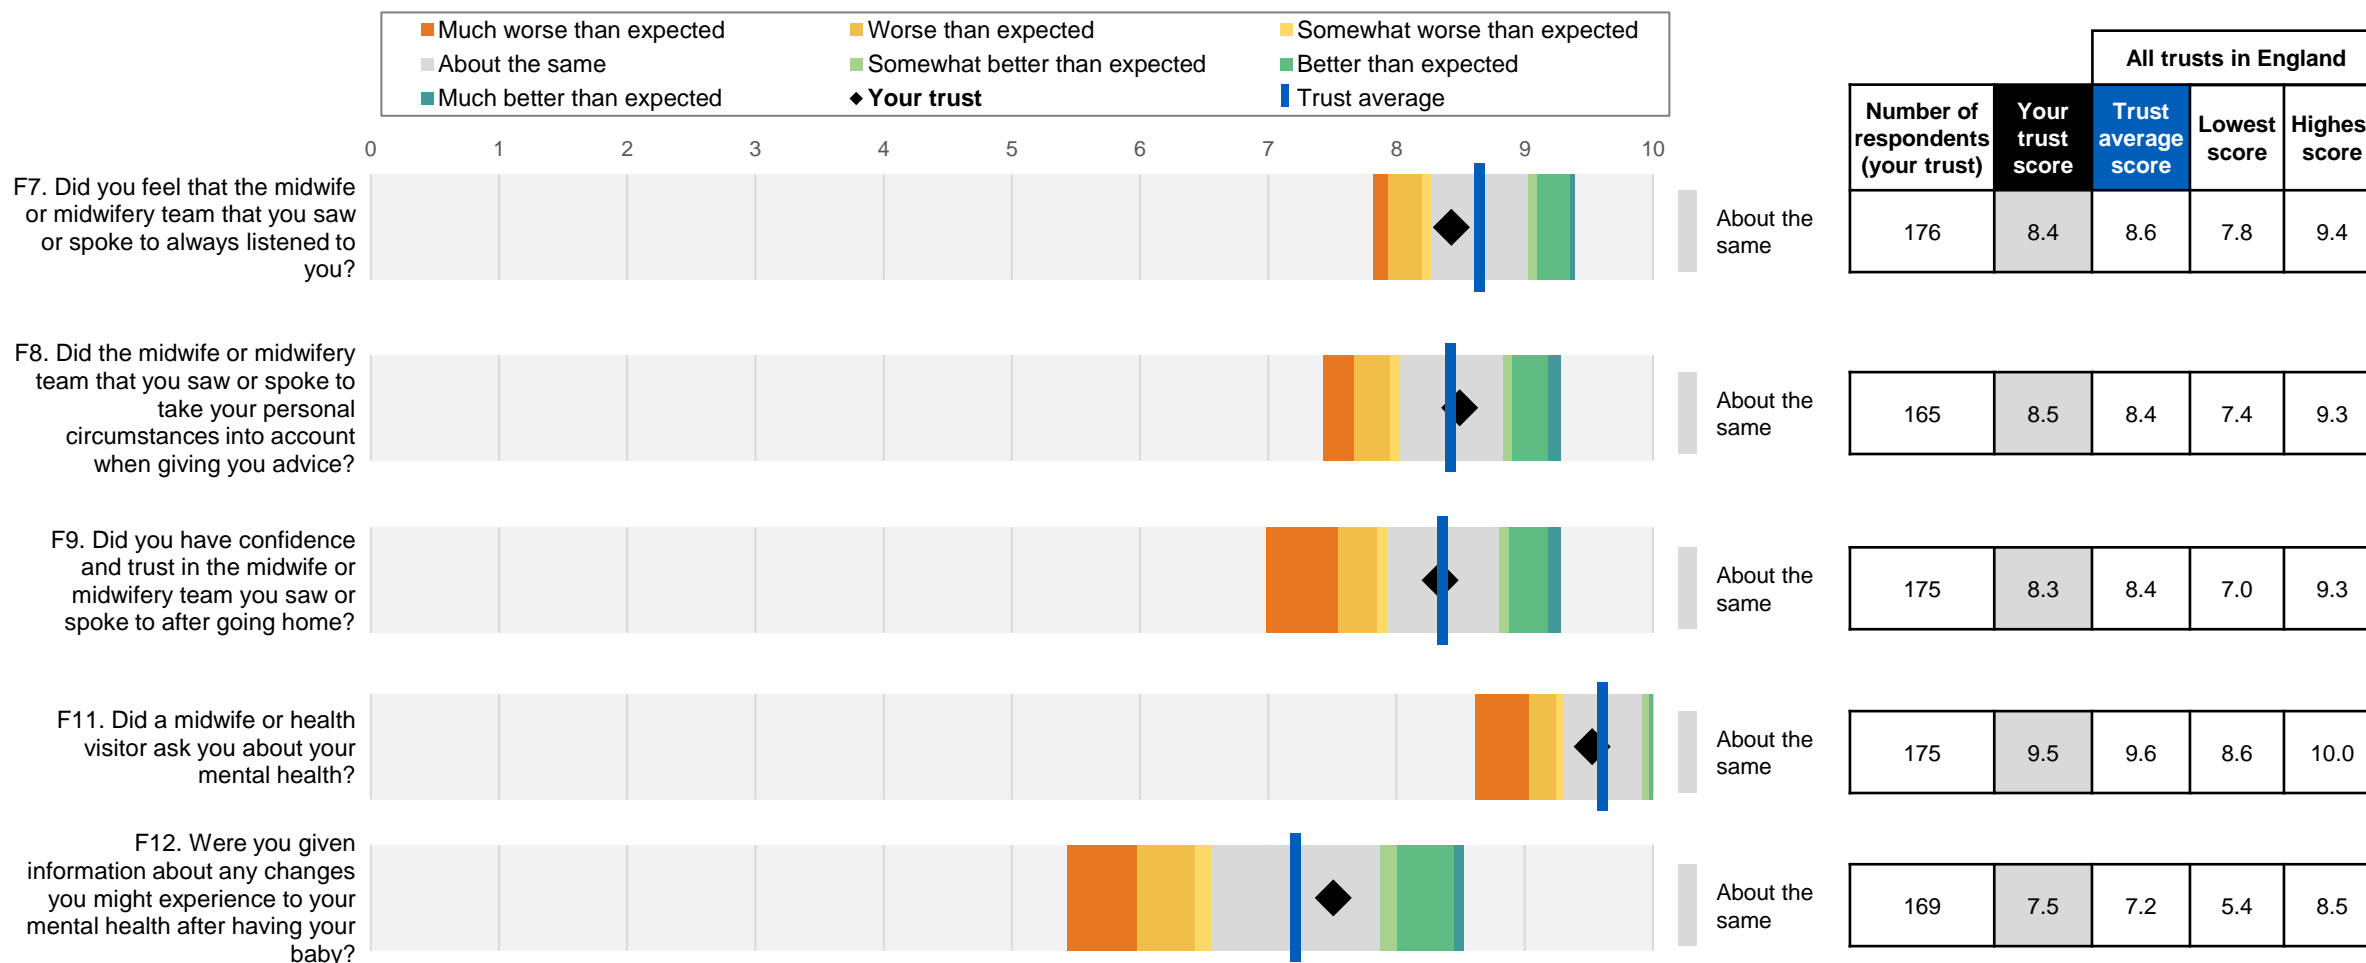 Much worse than expected
Worse than expected
Somewhat worse than expected
About the same
Somewhat better than expected
Better than expected
Much better than expected
Your trust
Trust average
All trusts in England
Number of
respondents
(your trust)
Your
trust
score
Trust
average
score
Lowest
score
Highes
score
0 1 2 3 4 5 6 7 8 9 10
F7. Did you feel that the midwife
or midwifery team that you saw
or spoke to always listened to
you?
About the
same
176 8.4 8.6 7.8 9.4
F8. Did the midwife or midwifery
team that you saw or spoke to
take your personal
circumstances into account
when giving you advice?
About the
same
165 8.5 8.4 7.4 9.3
F9. Did you have confidence
and trust in the midwife or
midwifery team you saw or
spoke to after going home?
About the
same
175 8.3 8.4 7.0 9.3
F11. Did a midwife or health
visitor ask you about your
mental health?
About the
same
175 9.5 9.6 8.6 10.0
F12. Were you given
information about any changes
you might experience to your
mental health after having your
baby?
About the
same
169 7.5 7.2 5.4 8.5